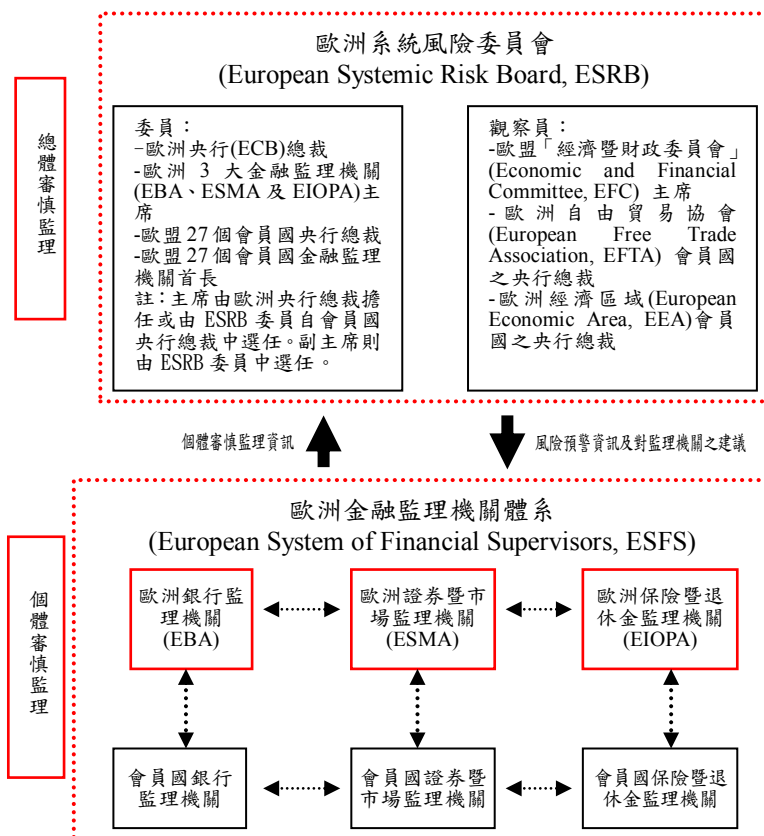 歐洲系統風險委員會
(European Systemic Risk Board, ESRB)
總體審慎監理
委員：
-歐洲央行(ECB)總裁
-歐洲 3 大金融監理機關
(EBA、ESMA 及 EIOPA)主
席
-歐盟27個會員國央行總裁
-歐盟27個會員國金融監理
機關首長
註：主席由歐洲央行總裁擔
任或由 ESRB 委員自會員國
央行總裁中選任。副主席則
由 ESRB 委員中選任。
觀察員：
-歐盟「經濟暨財政委員會」
(Economic and Financial
Committee, EFC) 主席
-歐洲自由貿易協會
(European Free Trade
Association, EFTA) 會員國
之央行總裁
-歐洲經濟區域(European
Economic Area, EEA)會員
國之央行總裁
個體審慎監理資訊
風險預警資訊及對監理機關之建議
歐洲金融監理機關體系
(European System of Financial Supervisors, ESFS)
個體審慎監理
歐洲銀行監
理機關
(EBA)
歐洲證券暨市
場監理機關
(ESMA)
歐洲保險暨退
休金監理機關
(EIOPA)
會員國銀行
監理機關
會員國證券暨
市場監理機關
會員國保險暨退
休金監理機關